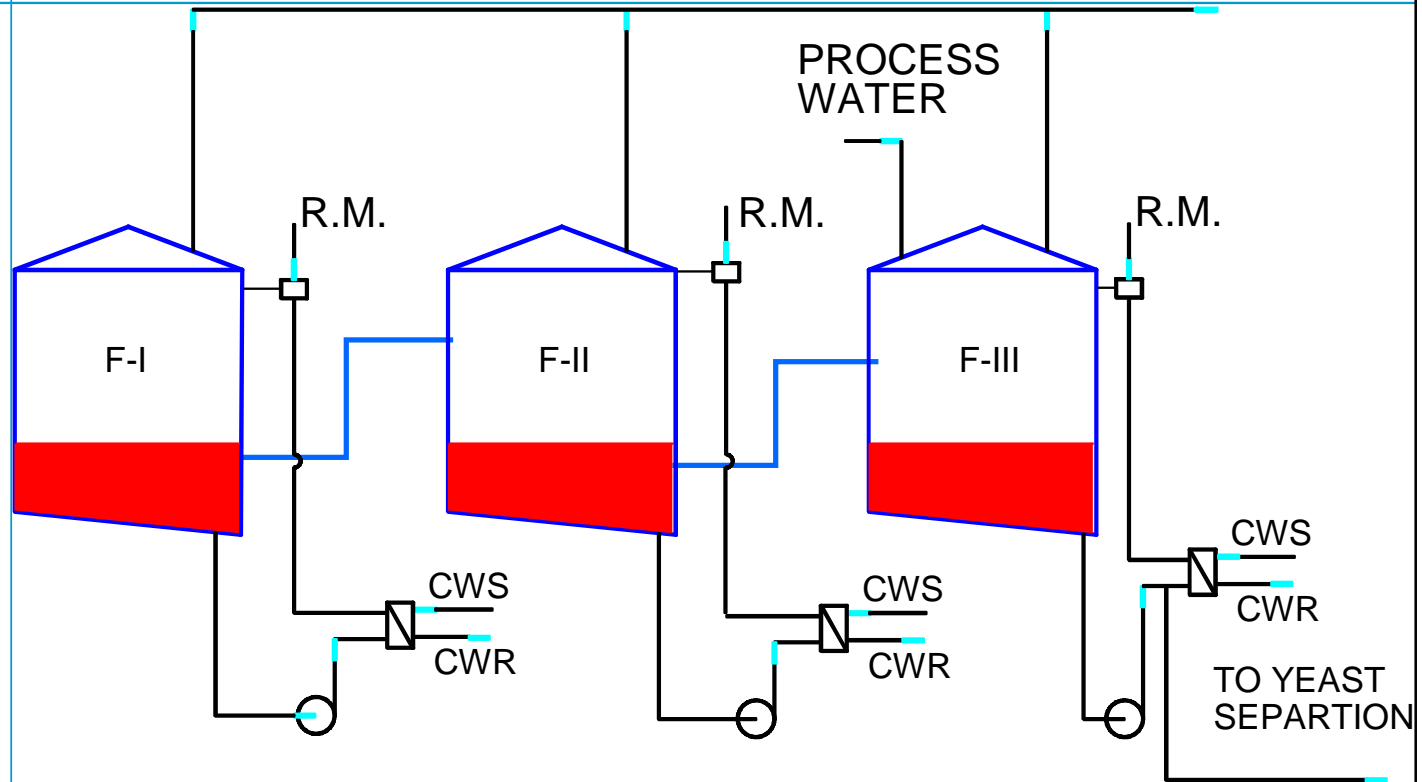 PROCESS
WATER
R.M.
R.M.
R.M.
F-I
F-II
F-III
CWS
CWR
CWS
CWR
CWS
CWR
TO YEAST
SEPARTION